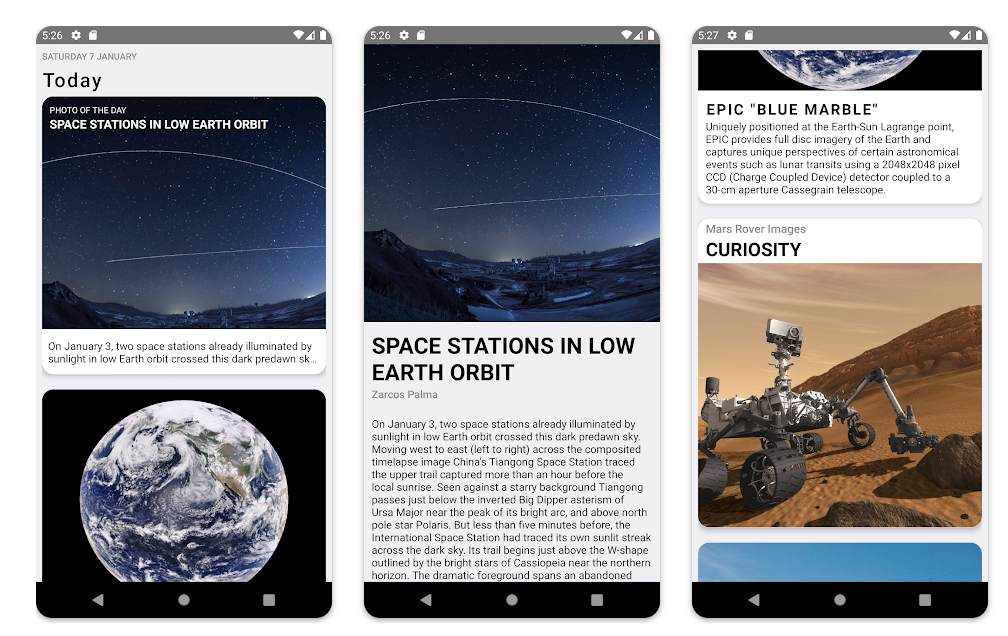 5:26
SATURDAY 7 JANUARY
Today
PHOTO OF THE DAY
SPACE STATIONS IN LOW EARTH ORBIT
On January 3, two space stations already illuminated by
sunlight in low Earth orbit crossed this dark predawn sk...
5:26
SPACE STATIONS IN LOW
EARTH ORBIT
Zarcos Palma
On January 3, two space stations already illuminated by
sunlight in low Earth orbit crossed this dark predawn sky.
Moving west to east (left to right) across the composited
timelapse image China's Tiangong Space Station traced
the upper trail captured more than an hour before the
local sunrise. Seen against a starry background Tiangong
passes just below the inverted Big Dipper asterism of
Ursa Major near the peak of its bright arc, and above north
pole star Polaris. But less than five minutes before, the
International Space Station had traced its own sunlit streak
across the dark sky. Its trail begins just above the W-shape
outlined by the bright stars of Cassiopeia near the northern
horizon. The dramatic foreground spans an abandoned
5:27
EPIC "BLUE MARBLE"
Uniquely positioned at the Earth-Sun Lagrange point,
EPIC provides full disc imagery of the Earth and
captures unique perspectives of certain astronomical
events such as lunar transits using a 2048x2048 pixel
CCD (Charge Coupled Device) detector coupled to a
30-cm aperture Cassegrain telescope.
Mars Rover Images
CURIOSITY